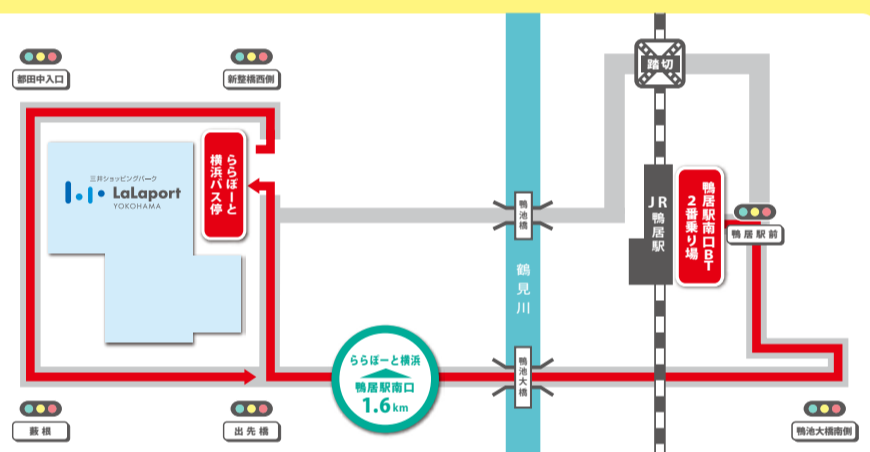 都田中入口
新整橋西側
踏切
三井ショッピングパーク
LaLaport
YOKOHAMA
ららぽーと
横浜バス停
鴨池橋
JR
鴨居駅
鴨居駅南口BT
2番乗り場
鴨居駅前
鶴見川
ららぽーと横浜
鴨居駅南口
1.6km
鴨池大橋
藪根
出先橋
鴨池大橋南側